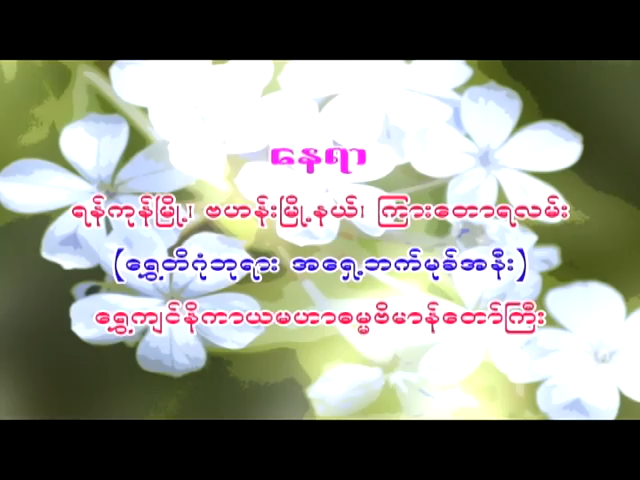 နေရာ
ရန်ကုန်မြို့၊ ဗဟန်းမြို့နယ်၊ ကြားတောရလမ်း
(ရွှေတိဂုံဘုရား အရှေ့ဘက်မုခ်အနီး)
ရွှေကျင်နိကာယမဟာဓမ္မဗိမာန်တော်ကြီး